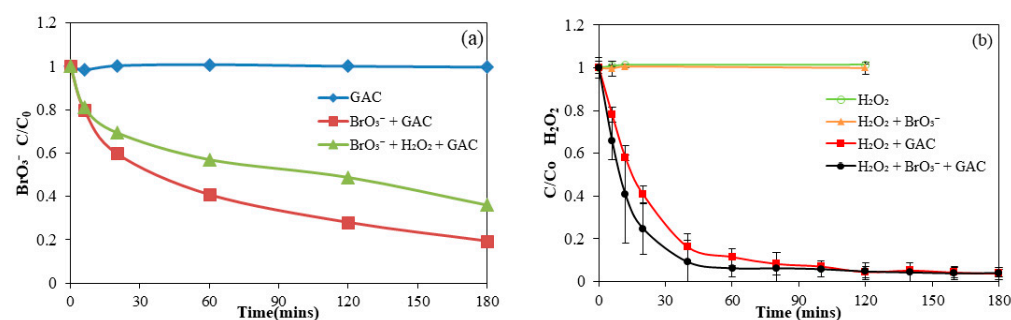 (a)
BrO₃⁻ C/C₀
1.2
1
0.8
0.6
0.4
0.2
0
0 30 60 90 120 150 180
Time(mins)
GAC
BrO₃⁻ + GAC
BrO₃⁻ + H₂O₂ + GAC
(b)
C/Co H₂O₂
1.2
1
0.8
0.6
0.4
0.2
0
0 20 40 60 80 100 120 140 160 180
Time (mins)
H₂O₂
H₂O₂ + BrO₃⁻
H₂O₂ + GAC
H₂O₂ + BrO₃⁻ + GAC